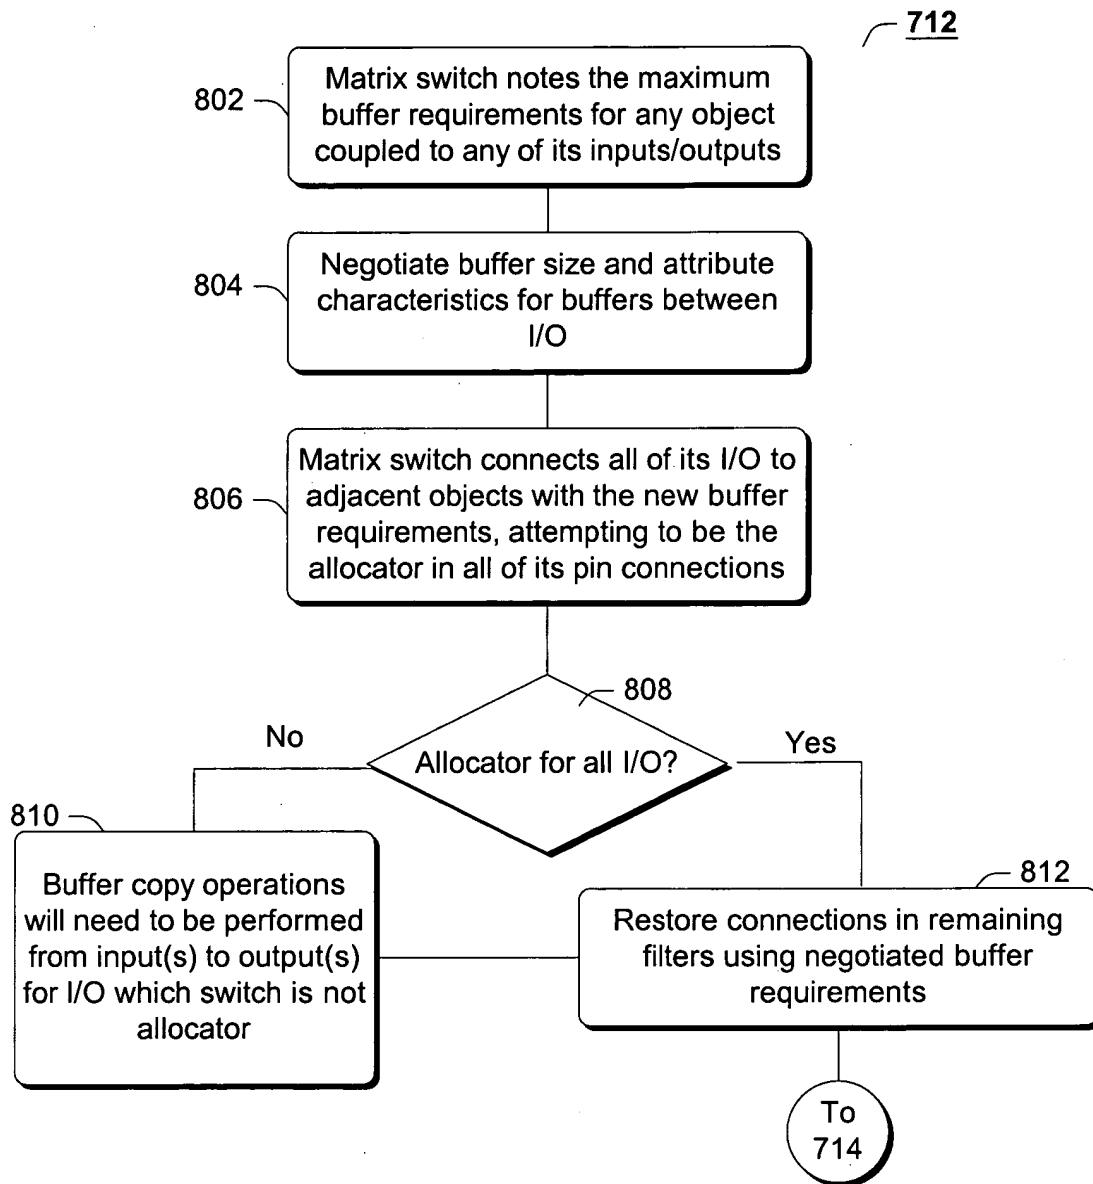 712
802
Matrix switch notes the maximum
buffer requirements for any object
coupled to any of its inputs/outputs
804
Negotiate buffer size and attribute
characteristics for buffers between
I/O
806
Matrix switch connects all of its I/O to
adjacent objects with the new buffer
requirements, attempting to be the
allocator in all of its pin connections
808
Allocator for all I/O?
No
Yes
810
Buffer copy operations
will need to be performed
from input(s) to output(s)
for I/O which switch is not
allocator
812
Restore connections in remaining
filters using negotiated buffer
requirements
To
714